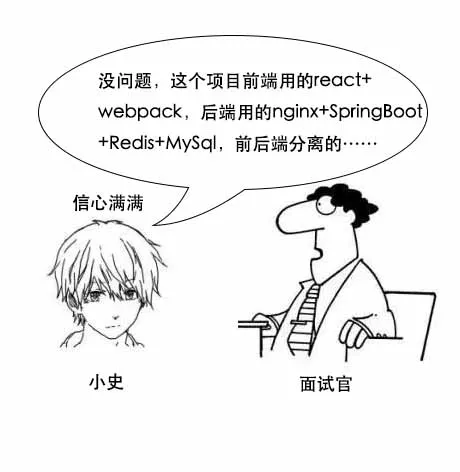 没问题，这个项目前端用的react+
webpack，后端用的nginx+SpringBoot
+Redis+MySql，前后端分离的……
信心满满
小史
面试官